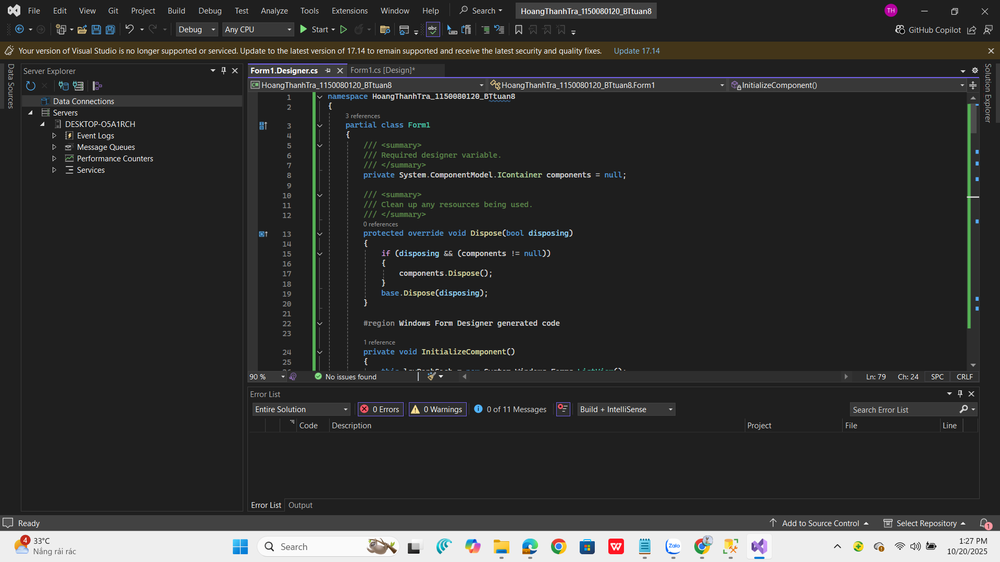 File Edit View Git Project Build Debug Test Analyze Tools Extensions Window Help Search HoangThanhTra_1150080120_BTtuan8 TH
Debug Any CPU Start abc GitHub Copilot
Your version of Visual Studio is no longer supported or serviced. Update to the latest version of 17.14 to remain supported and receive the latest security and quality fixes. Update 17.14
Data Sources
Server Explorer
Data Connections
Servers
DESKTOP-O5A1RCH
Event Logs
Message Queues
Performance Counters
Services
Form1.Designer.cs Form1.cs [Design]*
C# HoangThanhTra_1150080120_BTtuan8 HoangThanhTra_1150080120_BTtuan8.Form1 InitializeComponent()
Solution Explorer
1 namespace HoangThanhTra_1150080120_BTtuan8
2 {
3 references
3 partial class Form1
4 {
5 /// <summary>
6 /// Required designer variable.
7 /// </summary>
8 private System.ComponentModel.IContainer components = null;
9
10 /// <summary>
11 /// Clean up any resources being used.
12 /// </summary>
0 references
13 protected override void Dispose(bool disposing)
14 {
15 if (disposing && (components != null))
16 {
17 components.Dispose();
18 }
19 base.Dispose(disposing);
20 }
21
22 #region Windows Form Designer generated code
23
1 reference
24 private void InitializeComponent()
25 {
90 % No issues found Ln: 79 Ch: 24 SPC CRLF
Error List
Entire Solution 0 Errors 0 Warnings 0 of 11 Messages Build + IntelliSense Search Error List
Code Description Project File Line
Error List Output
Ready Add to Source Control Select Repository 1
4 33°C
Nắng rải rác
Search
Zalo
1:27 PM
10/20/2025